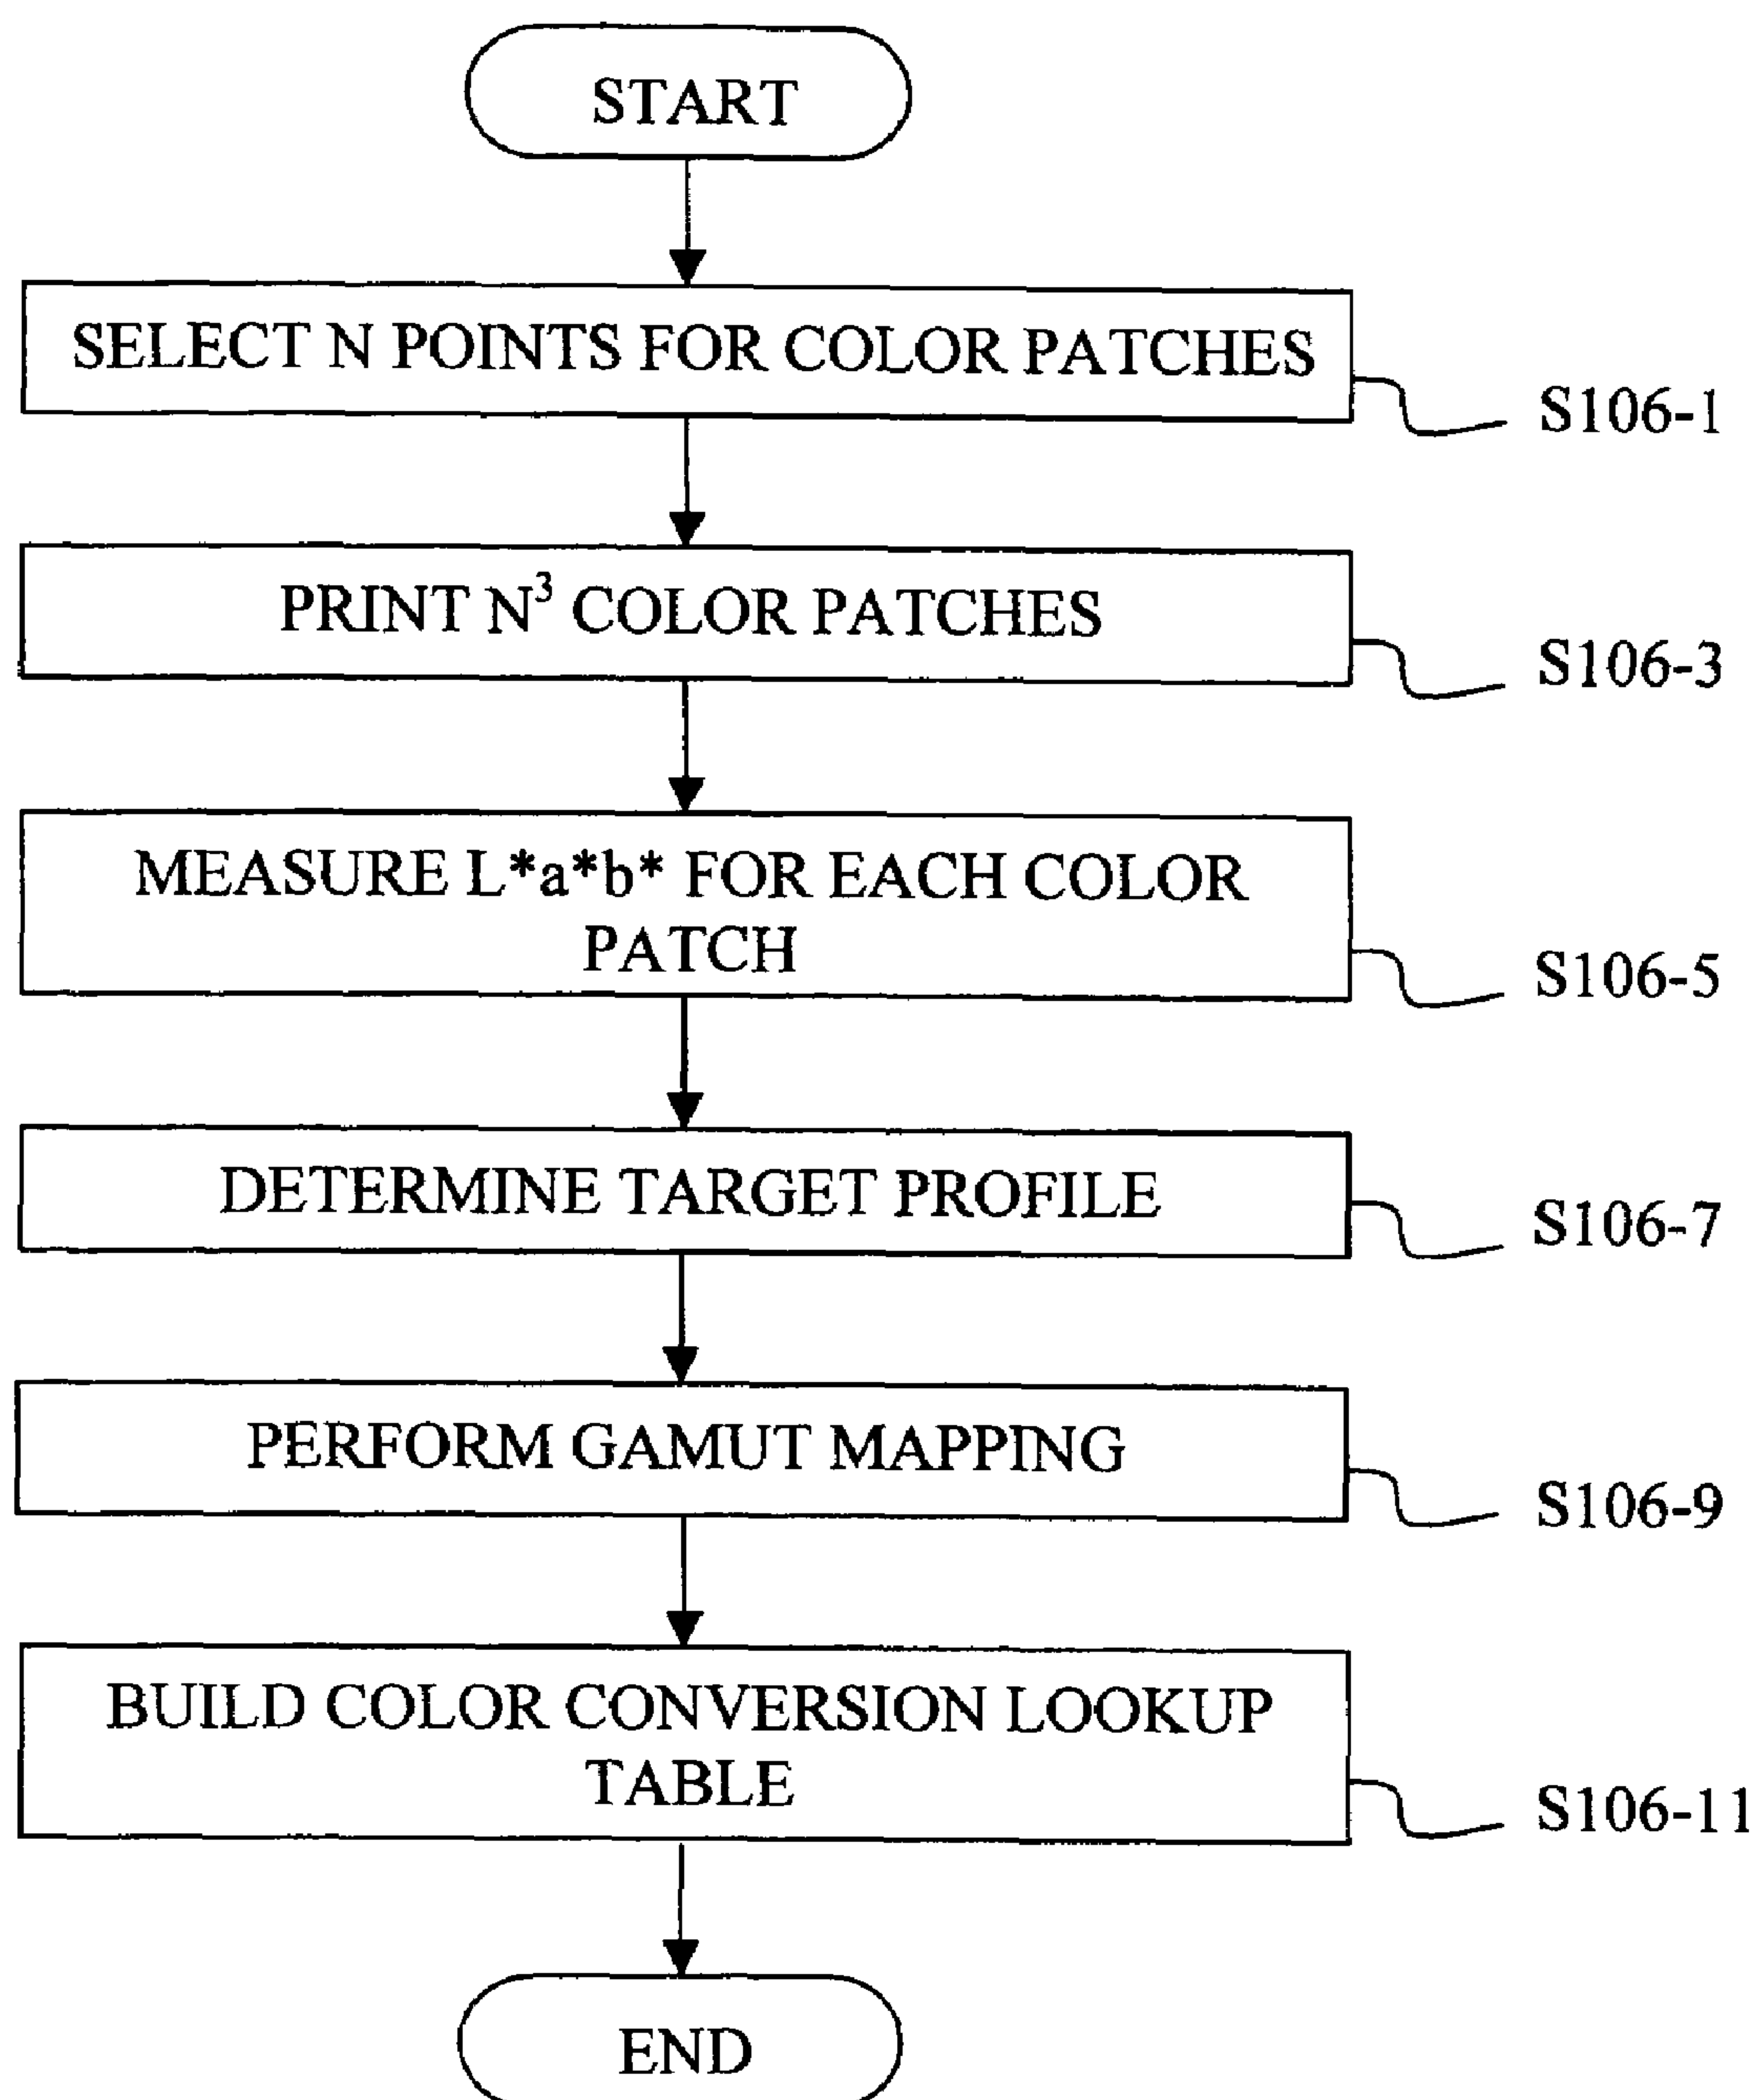 START
SELECT N POINTS FOR COLOR PATCHES
S106-1
PRINT N³ COLOR PATCHES
S106-3
MEASURE L*a*b* FOR EACH COLOR
PATCH
S106-5
DETERMINE TARGET PROFILE
S106-7
PERFORM GAMUT MAPPING
S106-9
BUILD COLOR CONVERSION LOOKUP
TABLE
S106-11
END